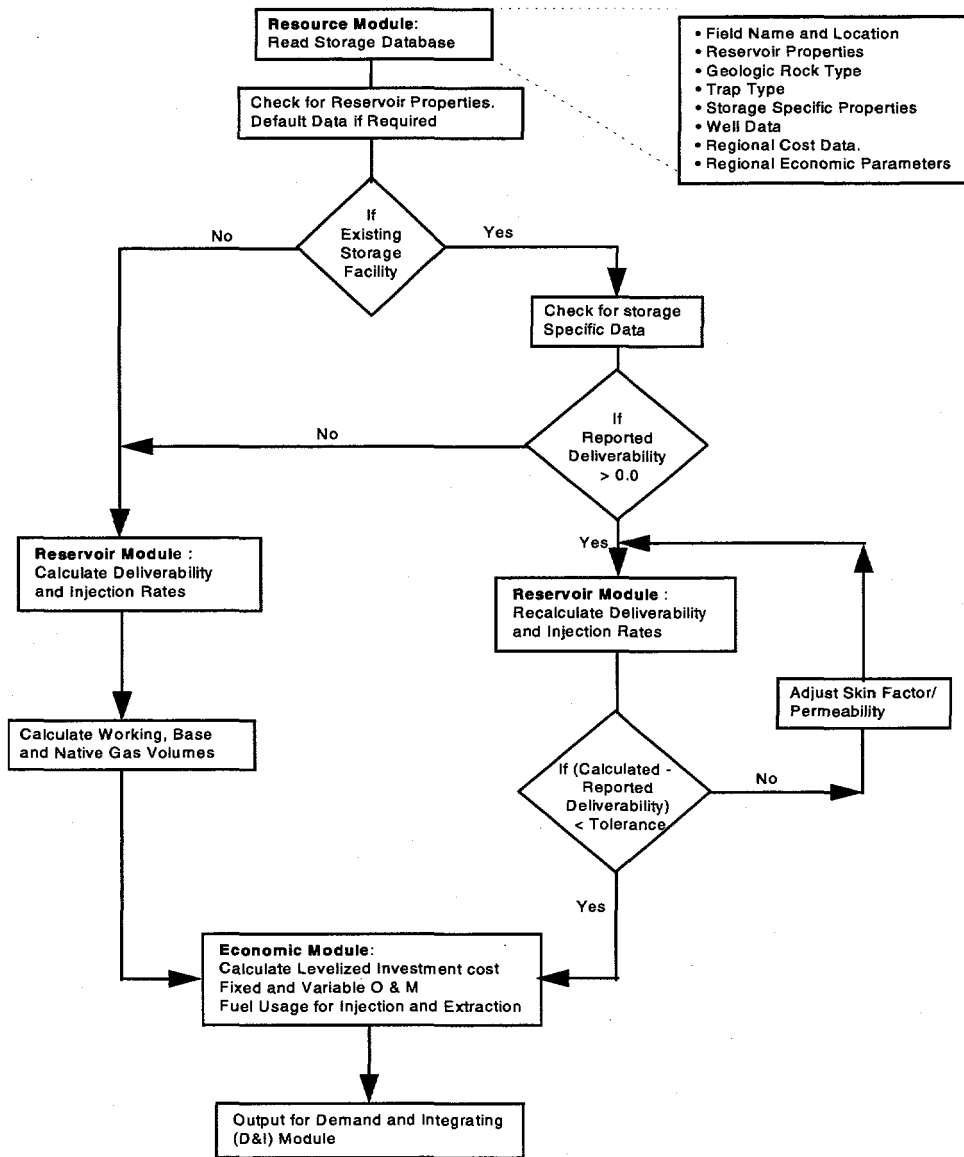 Resource Module:
Read Storage Database
• Field Name and Location
• Reservoir Properties
• Geologic Rock Type
• Trap Type
• Storage Specific Properties
• Well Data
• Regional Cost Data.
• Regional Economic Parameters
Check for Reservoir Properties.
Default Data if Required
If
Existing
Storage
Facility
No
Yes
Check for storage
Specific Data
If
Reported
Deliverability
> 0.0
No
Yes
Reservoir Module :
Calculate Deliverability
and Injection Rates
Reservoir Module :
Recalculate Deliverability
and Injection Rates
Adjust Skin Factor/
Permeability
Calculate Working, Base
and Native Gas Volumes
If (Calculated -
Reported
Deliverability)
< Tolerance
No
Yes
Economic Module:
Calculate Levelized Investment cost
Fixed and Variable O & M
Fuel Usage for Injection and Extraction
Output for Demand and Integrating
(D&I) Module